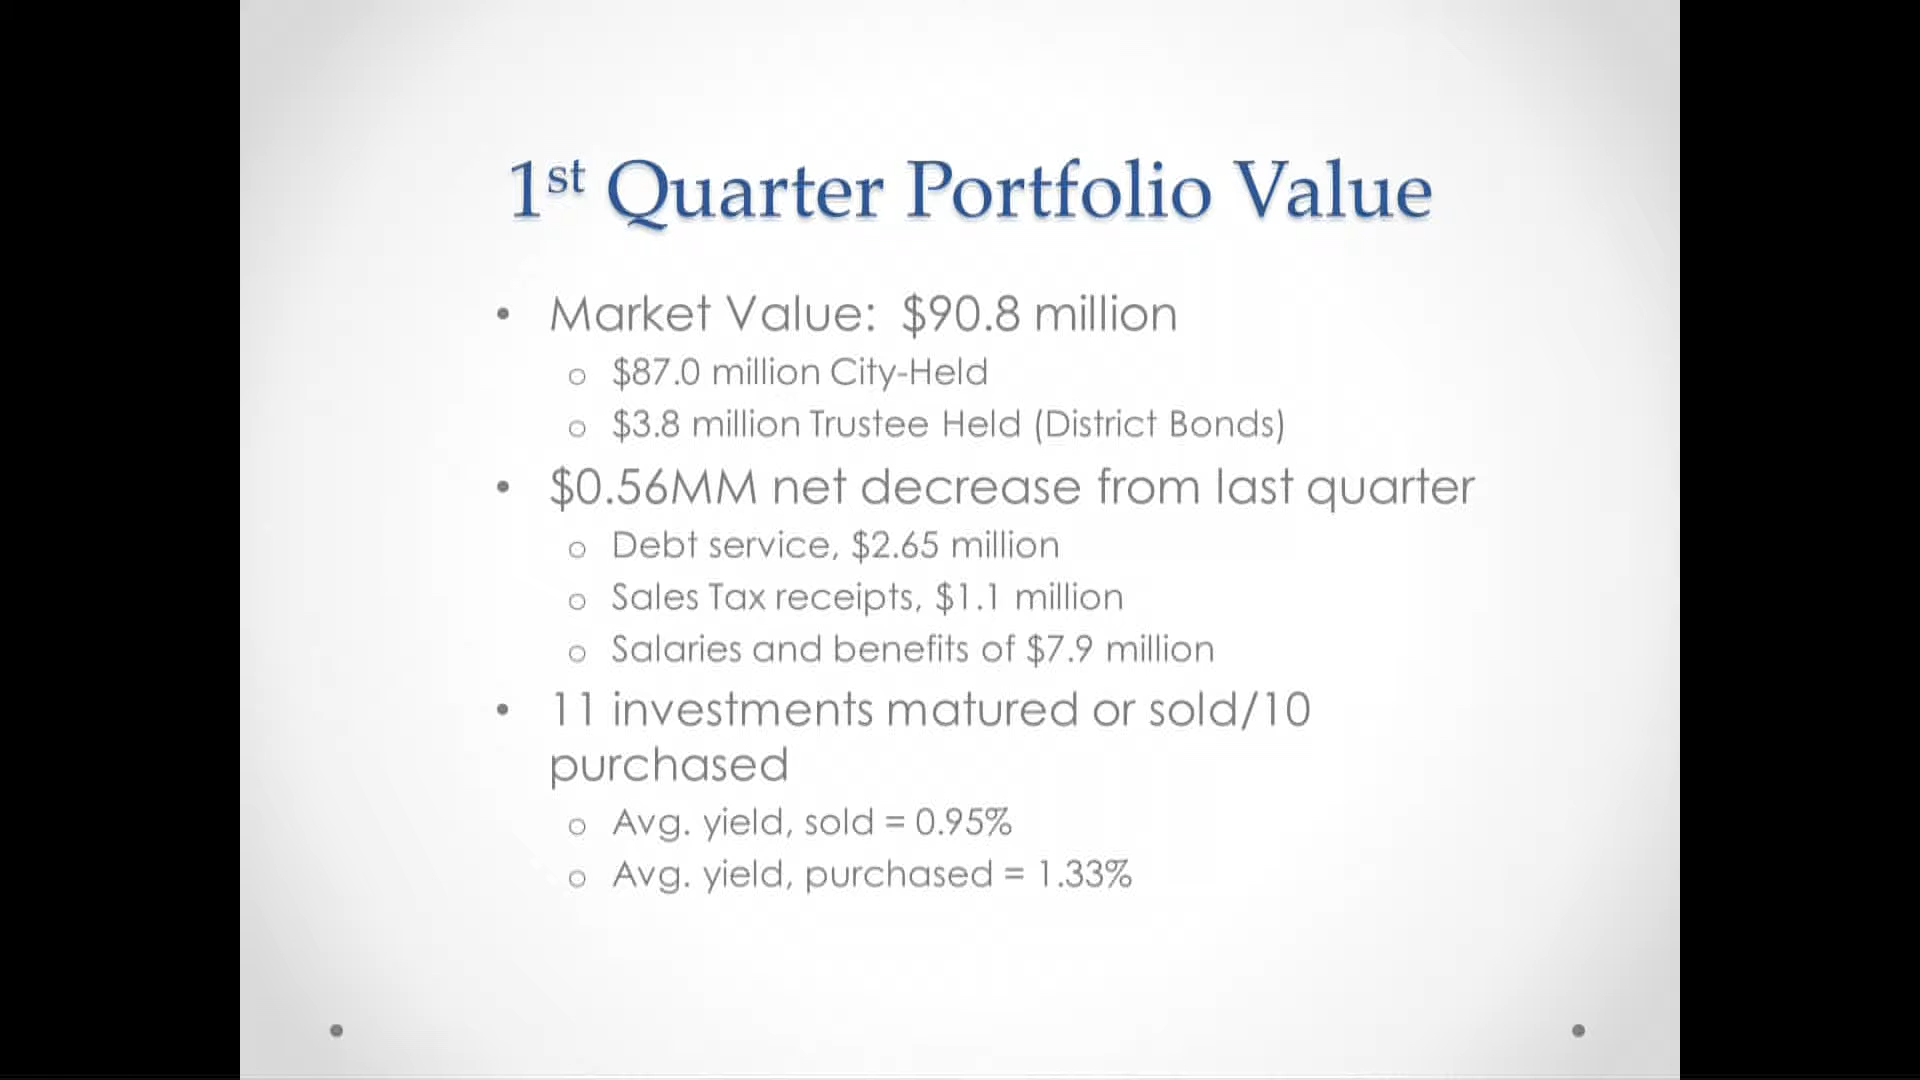 1st Quarter Portfolio Value
• Market Value: $90.8 million
o $87.0 million City-Held
o $3.8 million Trustee Held (District Bonds)
• $0.56MM net decrease from last quarter
o Debt service, $2.65 million
o Sales Tax receipts, $1.1 million
o Salaries and benefits of $7.9 million
• 11 investments matured or sold/10
purchased
o Avg. yield, sold = 0.95%
o Avg. yield, purchased = 1.33%